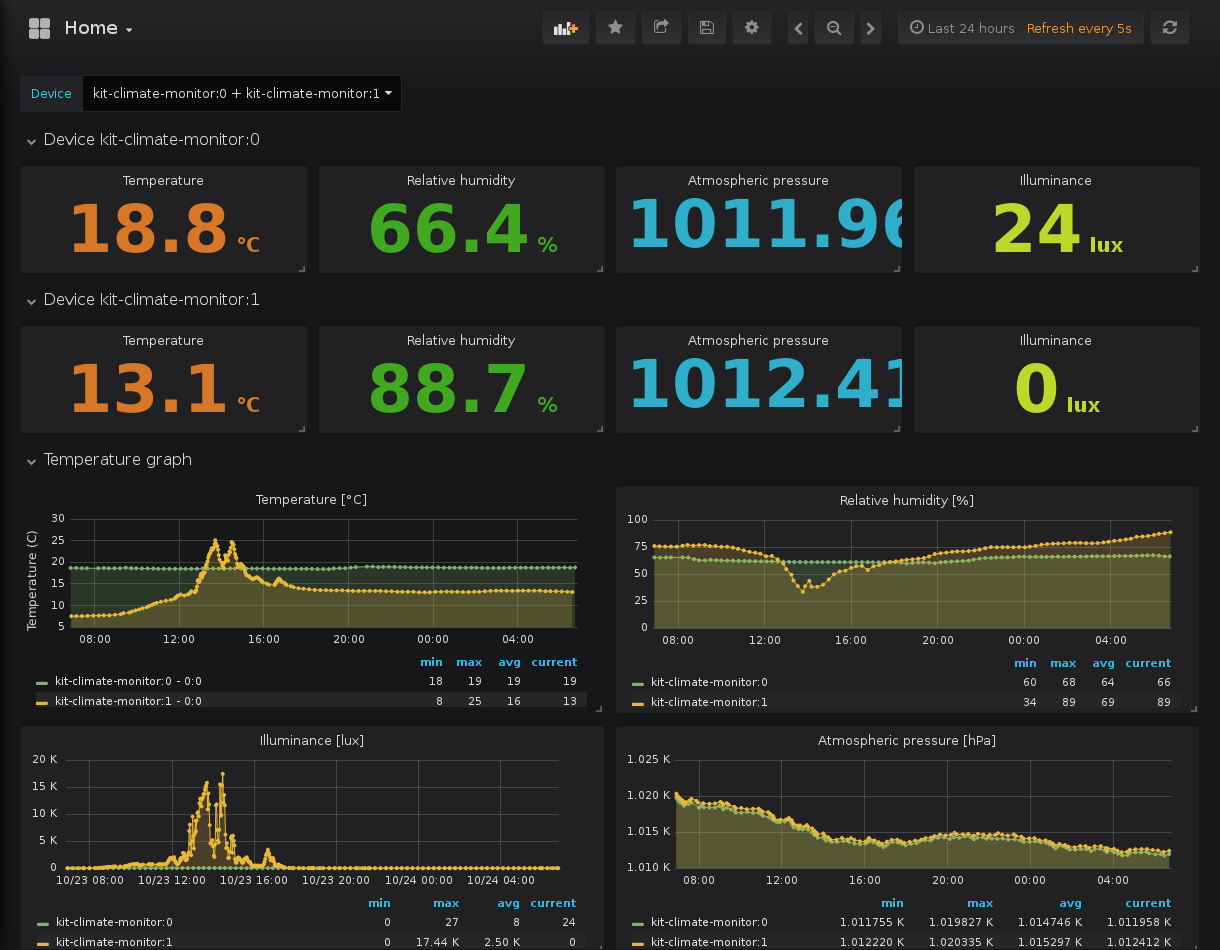 Home
Last 24 hours Refresh every 5s
Device kit-climate-monitor:0 + kit-climate-monitor:1
Device kit-climate-monitor:0
Temperature Relative humidity Atmospheric pressure Illuminance
18.8 °C 66.4 % 1011.96 24 lux
Device kit-climate-monitor:1
Temperature Relative humidity Atmospheric pressure Illuminance
13.1 °C 88.7 % 1012.41 0 lux
Temperature graph
Temperature [°C]
Temperature (C)
30
25
20
15
10
5
08:00 12:00 16:00 20:00 00:00 04:00
min max avg current
kit-climate-monitor:0 - 0:0 18 19 19 19
kit-climate-monitor:1 - 0:0 8 25 16 13
Relative humidity [%]
100
75
50
25
0
08:00 12:00 16:00 20:00 00:00 04:00
min max avg current
kit-climate-monitor:0 60 68 64 66
kit-climate-monitor:1 34 89 69 89
Illuminance [lux]
20 K
15 K
10 K
5 K
0
10/23 08:00 10/23 12:00 10/23 16:00 10/23 20:00 10/24 00:00 10/24 04:00
min max avg current
kit-climate-monitor:0 0 27 8 24
kit-climate-monitor:1 0 17.44 K 2.50 K 0
Atmospheric pressure [hPa]
1.025 K
1.020 K
1.015 K
1.010 K
08:00 12:00 16:00 20:00 00:00 04:00
min max avg current
kit-climate-monitor:0 1.011755 K 1.019827 K 1.014746 K 1.011958 K
kit-climate-monitor:1 1.012220 K 1.020335 K 1.015297 K 1.012412 K